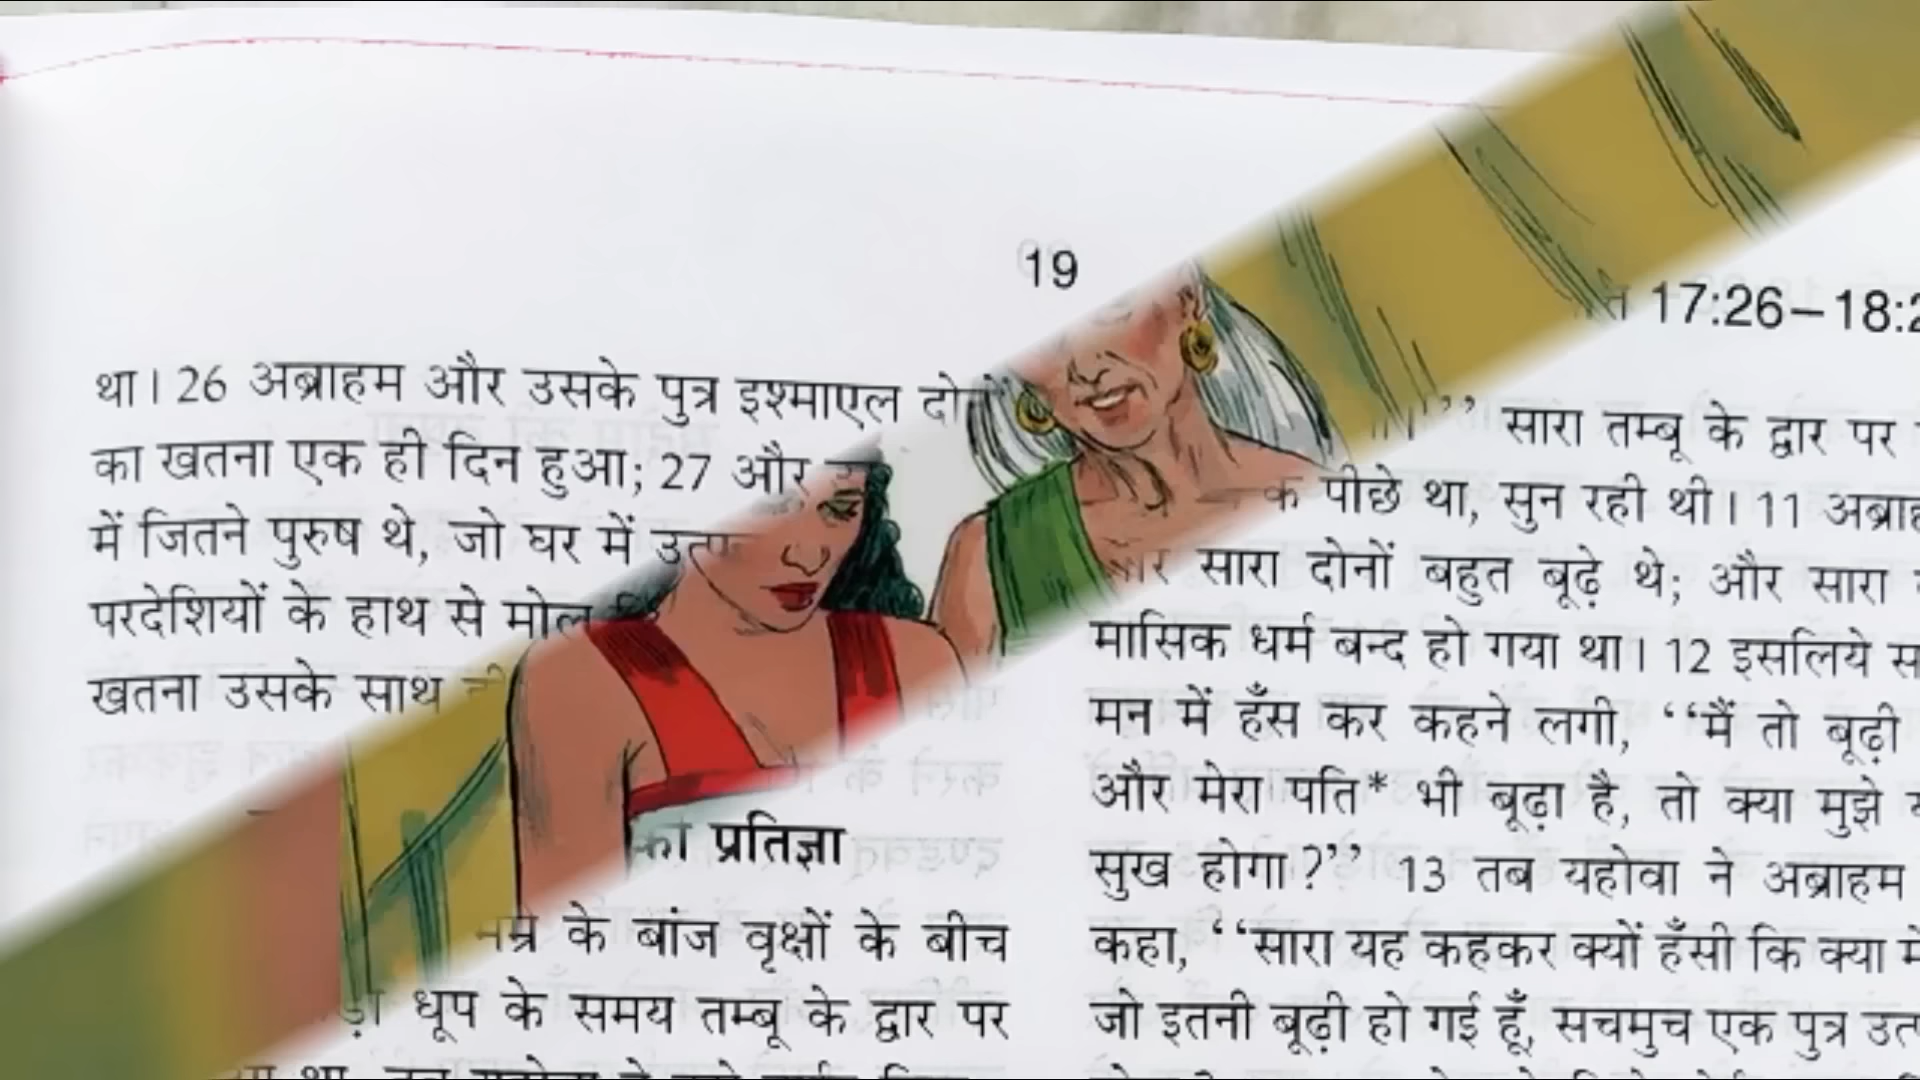 19
17:26–18:2
था। 26 अब्राहम और उसके पुत्र इश्माएल
का खतना एक ही दिन हुआ; 27 और
में जितने पुरुष थे, जो घर में
परदेशियों के हाथ से मोल
खतना उसके साथ
प्रतिज्ञा
के बांज वृक्षों के बीच
धूप के समय तम्बू के द्वार पर
’’ सारा तम्बू के द्वार पर
पीछे था, सुन रही थी। 11
सारा दोनों बहुत बूढ़े थे; और सारा
मासिक धर्म बन्द हो गया था। 12 इसलिये
मन में हँस कर कहने लगी, ‘‘मैं तो बूढ़ी
और मेरा पति* भी बूढ़ा है, तो क्या मुझे
सुख होगा?’’ 13 तब यहोवा ने अब्राहम
कहा, ‘‘सारा यह कहकर क्यों हँसी कि क्या
जो इतनी बूढ़ी हो गई हूँ, सचमुच एक पुत्र